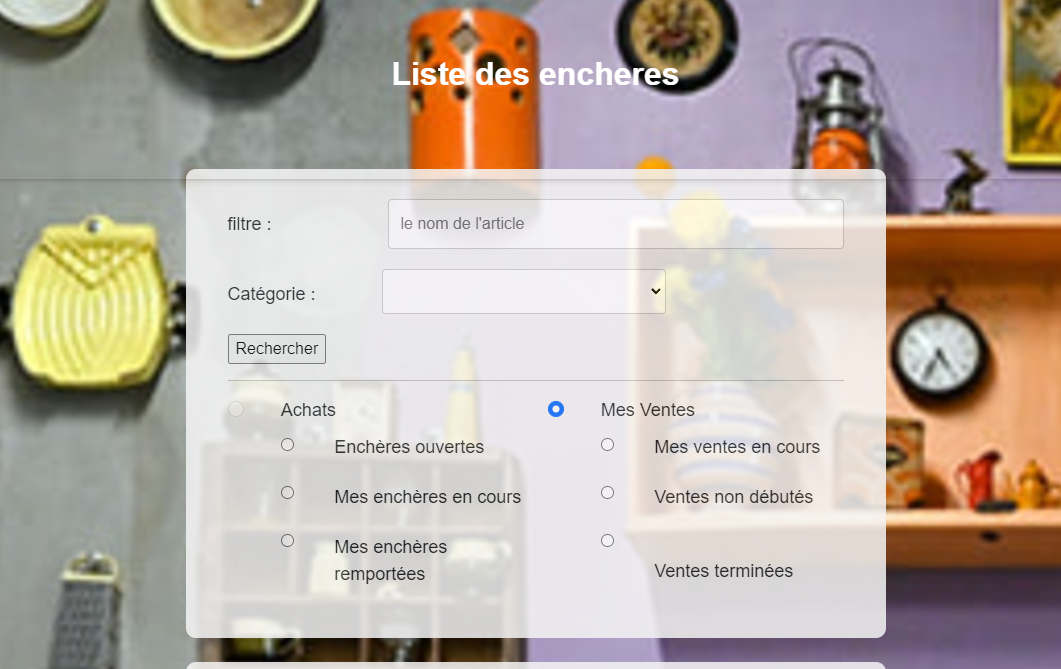 Liste des encheres
filtre :
le nom de l'article
Catégorie :
Rechercher
Achats
Mes Ventes
Enchères ouvertes
Mes ventes en cours
Mes enchères en cours
Ventes non débutés
Mes enchères
remportées
Ventes terminées